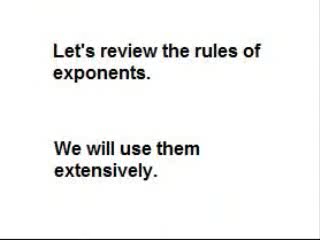 Let's review the rules of
exponents.
We will use them
extensively.